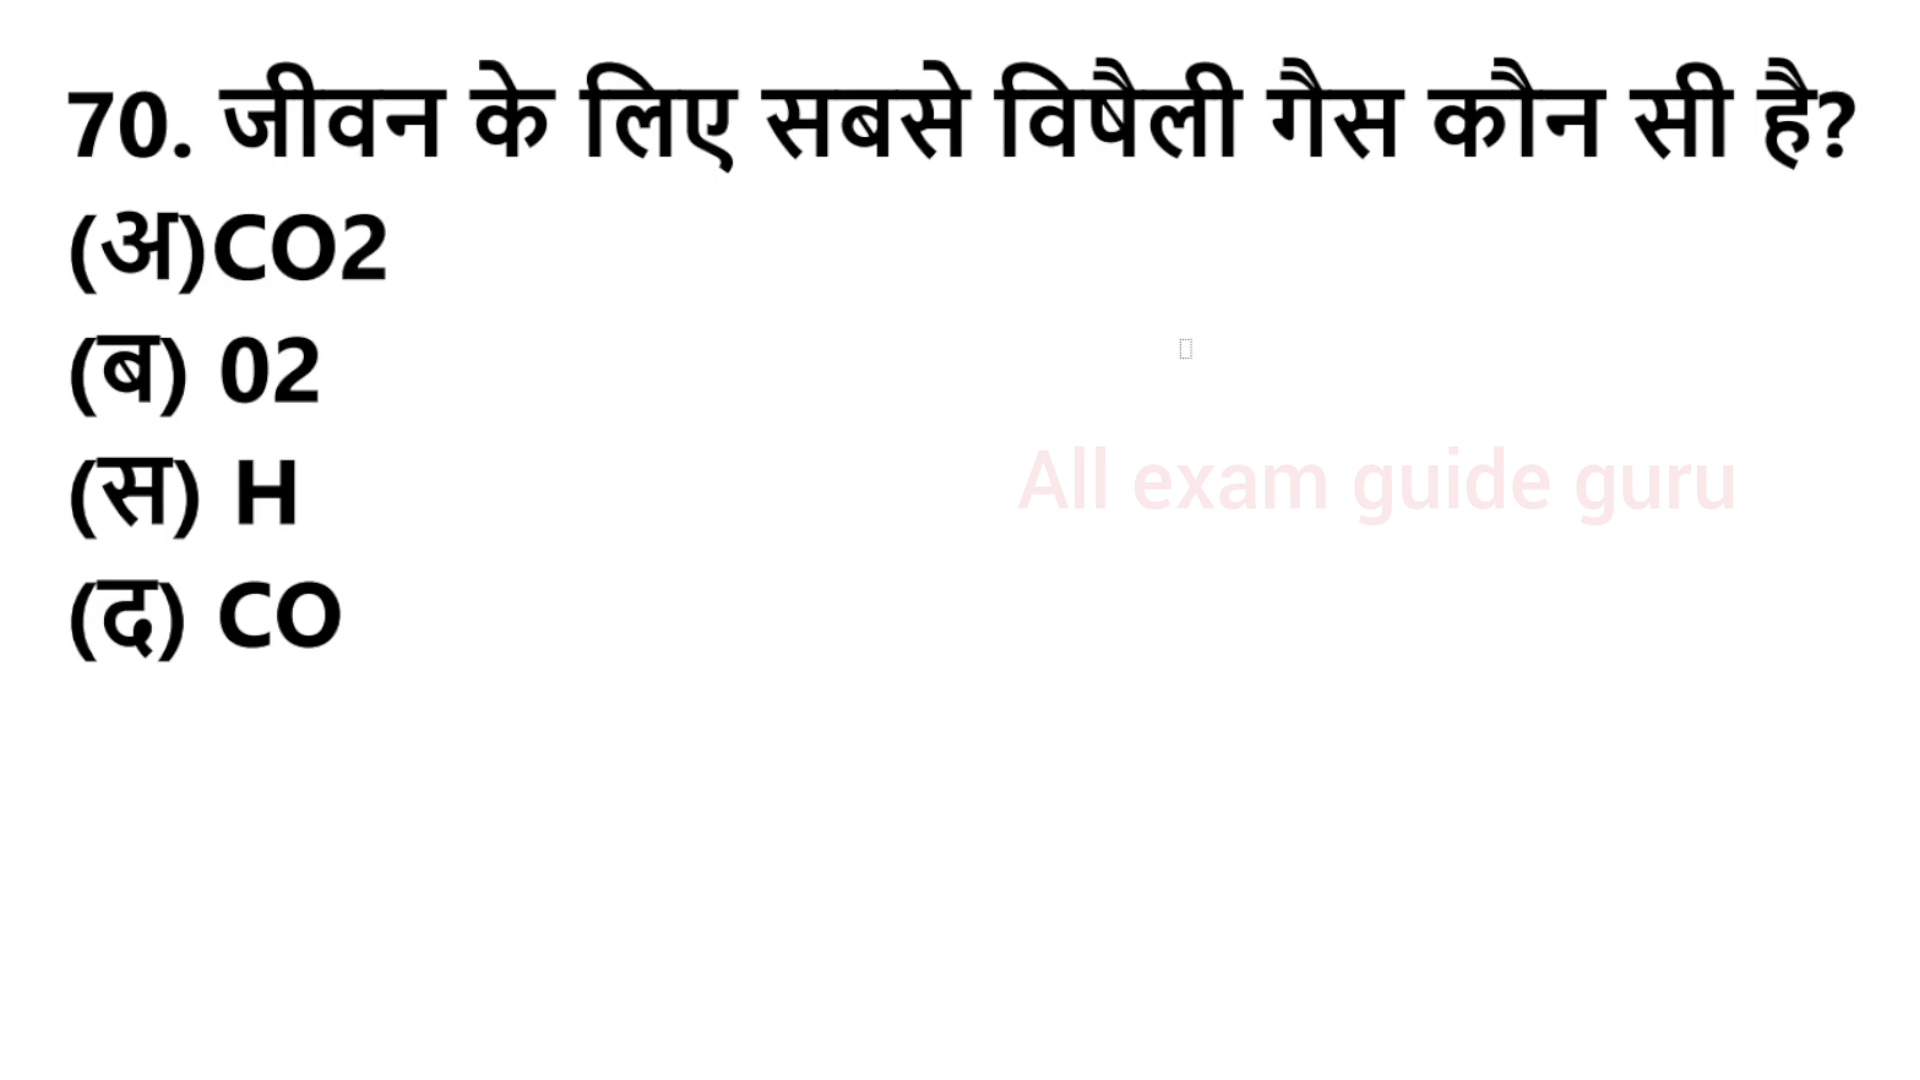 70. जीवन के लिए सबसे विषैली गैस कौन सी है?
(अ)CO2
(ब) 02
(स) H
(द) CO
All exam guide guru